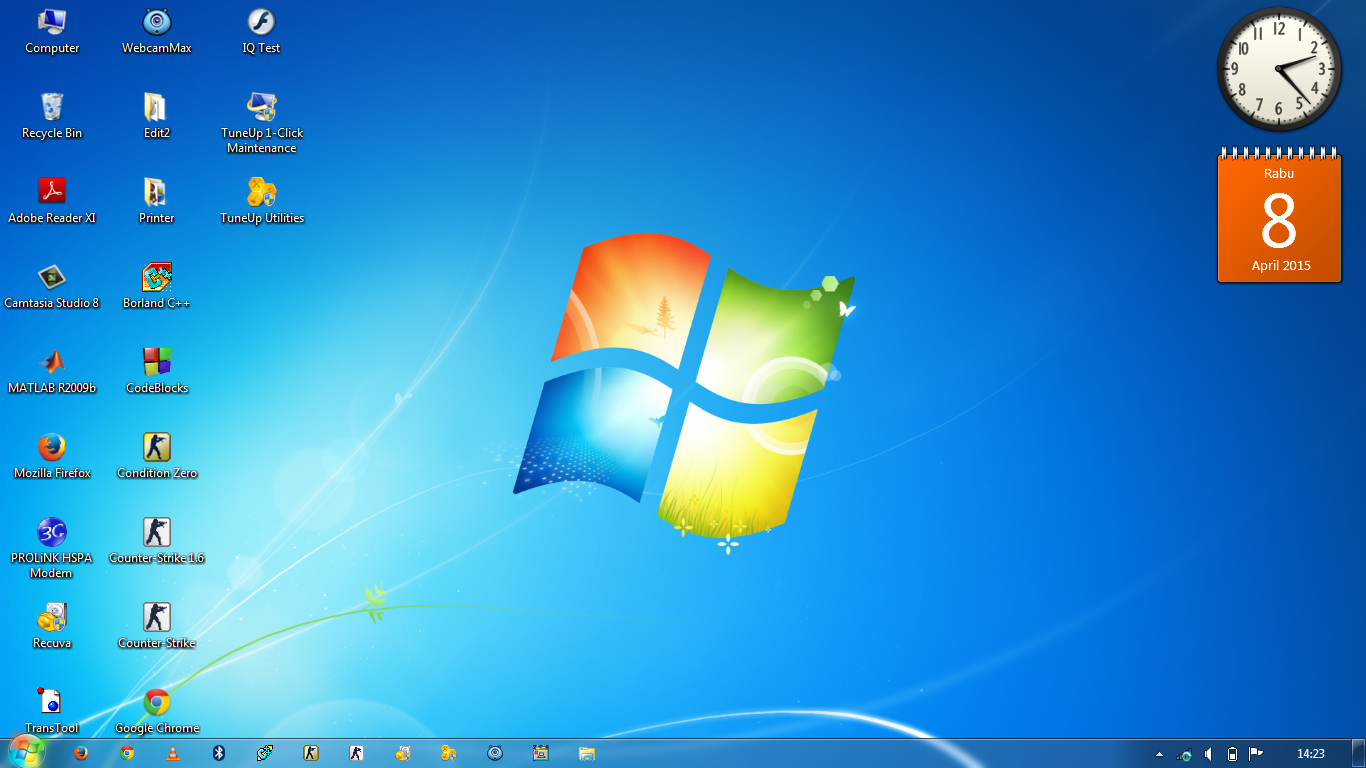 Computer
WebcamMax
IQ Test
Recycle Bin
Edit2
TuneUp 1-Click
Maintenance
Adobe Reader XI
Printer
TuneUp Utilities
Camtasia Studio 8
Borland C++
MATLAB R2009b
CodeBlocks
Mozilla Firefox
Condition Zero
3G
PROLiNK HSPA
Modem
Counter-Strike 1.6
Recuva
Counter-Strike
TransTool
Google Chrome
12
1
2
3
4
5
6
7
8
9
10
11
Rabu
8
April 2015
14:23